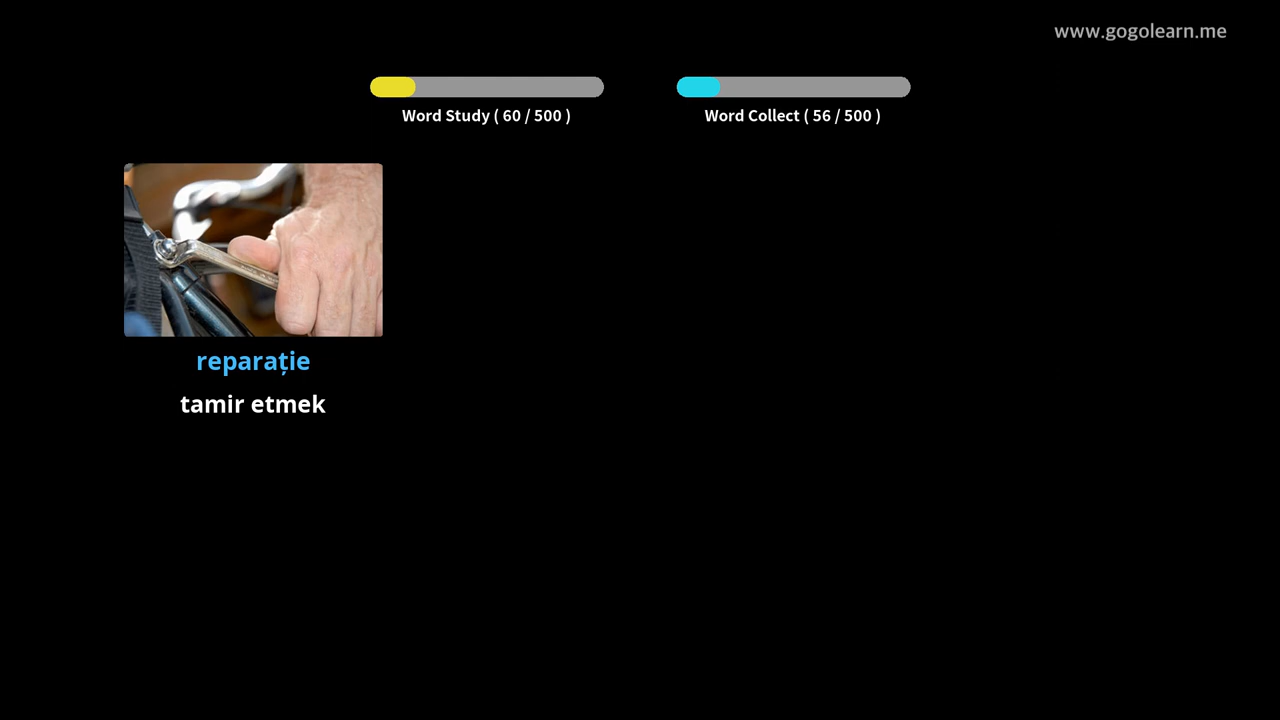 www.gogolearn.me
Word Study ( 60 / 500 )
Word Collect ( 56 / 500 )
reparație
tamir etmek